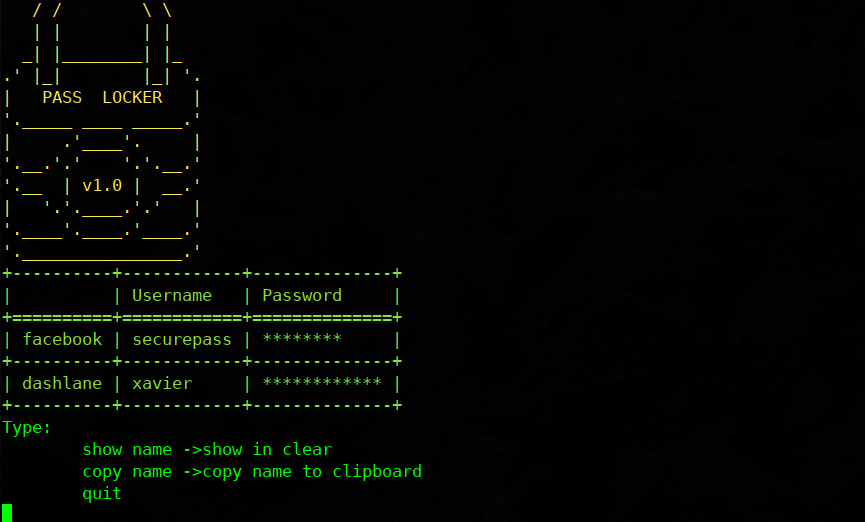 PASS LOCKER
v1.0
Username Password
facebook securepass ********
dashlane xavier ************
Type:
show name ->show in clear
copy name ->copy name to clipboard
quit